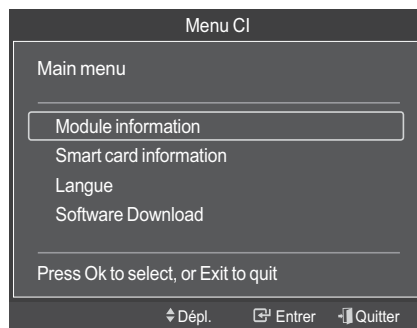 Menu CI
Main menu
Module information
Smart card information
Langue
Software Download
Press Ok to select, or Exit to quit
Dépl. Entrer Quitter